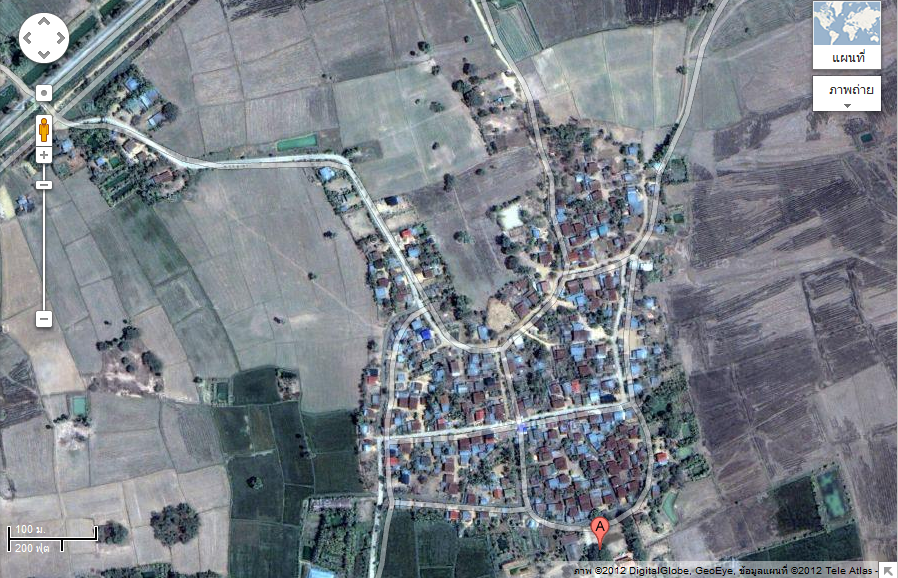 แผนที่
ภาพถ่าย
A
100 ม.
200 ฟุต
ภาพ ©2012 DigitalGlobe, GeoEye, ข้อมูลแผนที่ ©2012 Tele Atlas -